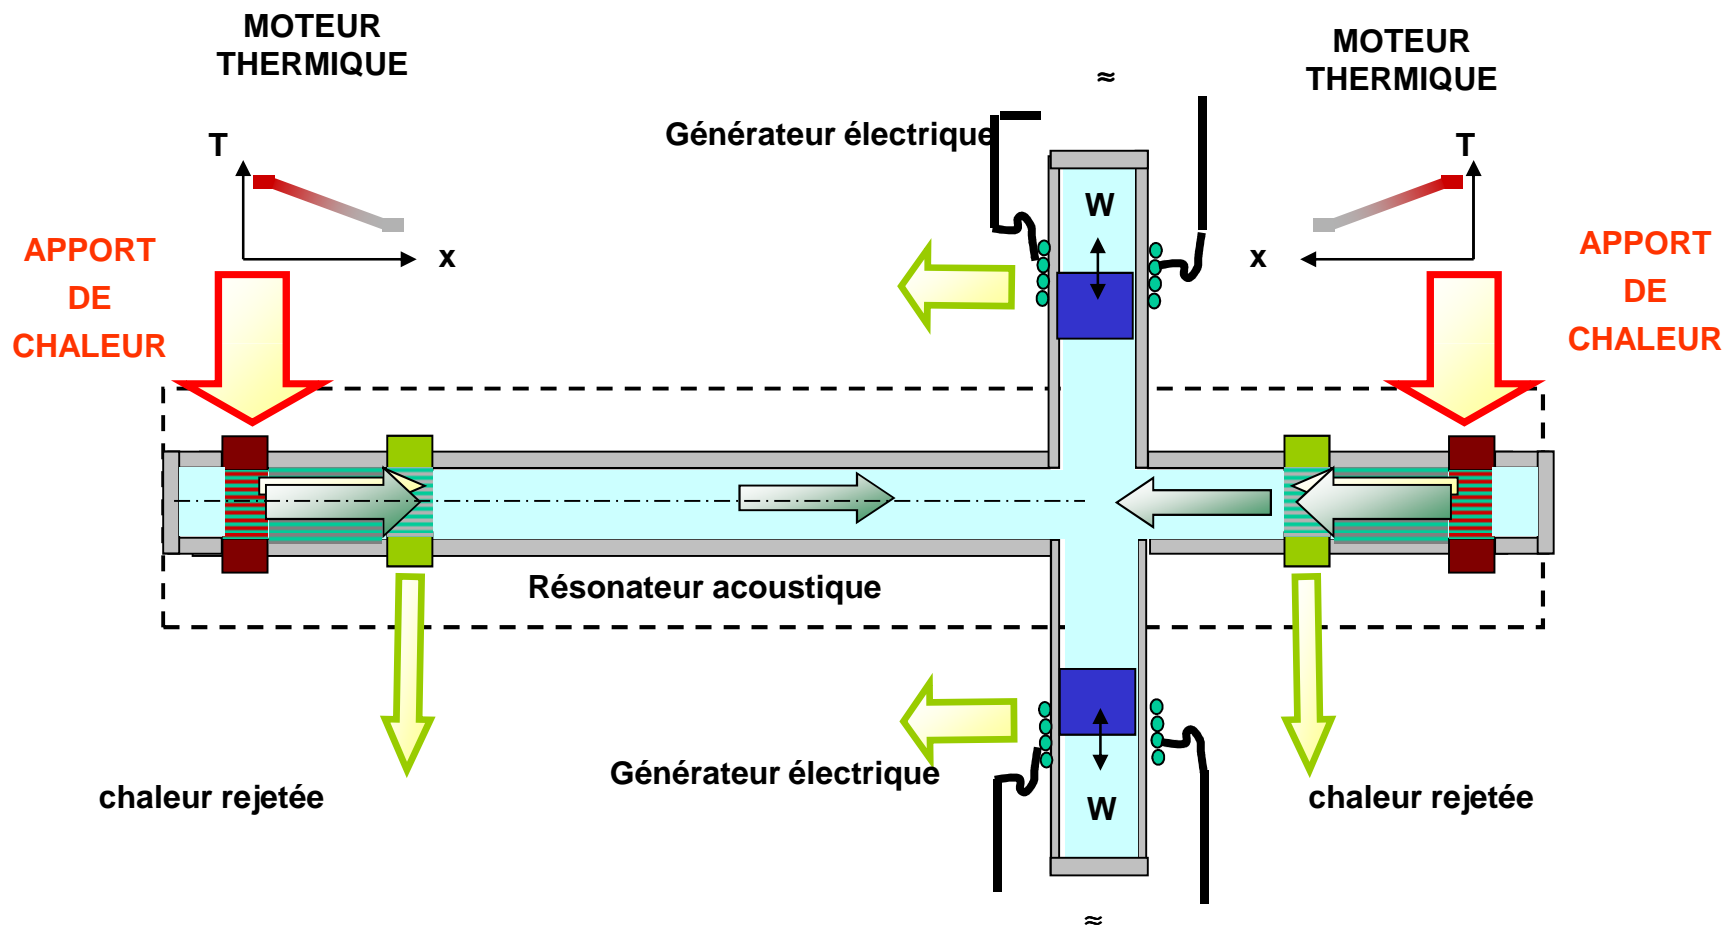 MOTEUR
THERMIQUE
MOTEUR
THERMIQUE
≈
Générateur électrique
T
T
W
x
x
APPORT
DE
CHALEUR
APPORT
DE
CHALEUR
Résonateur acoustique
Générateur électrique
chaleur rejetée
W
chaleur rejetée
≈